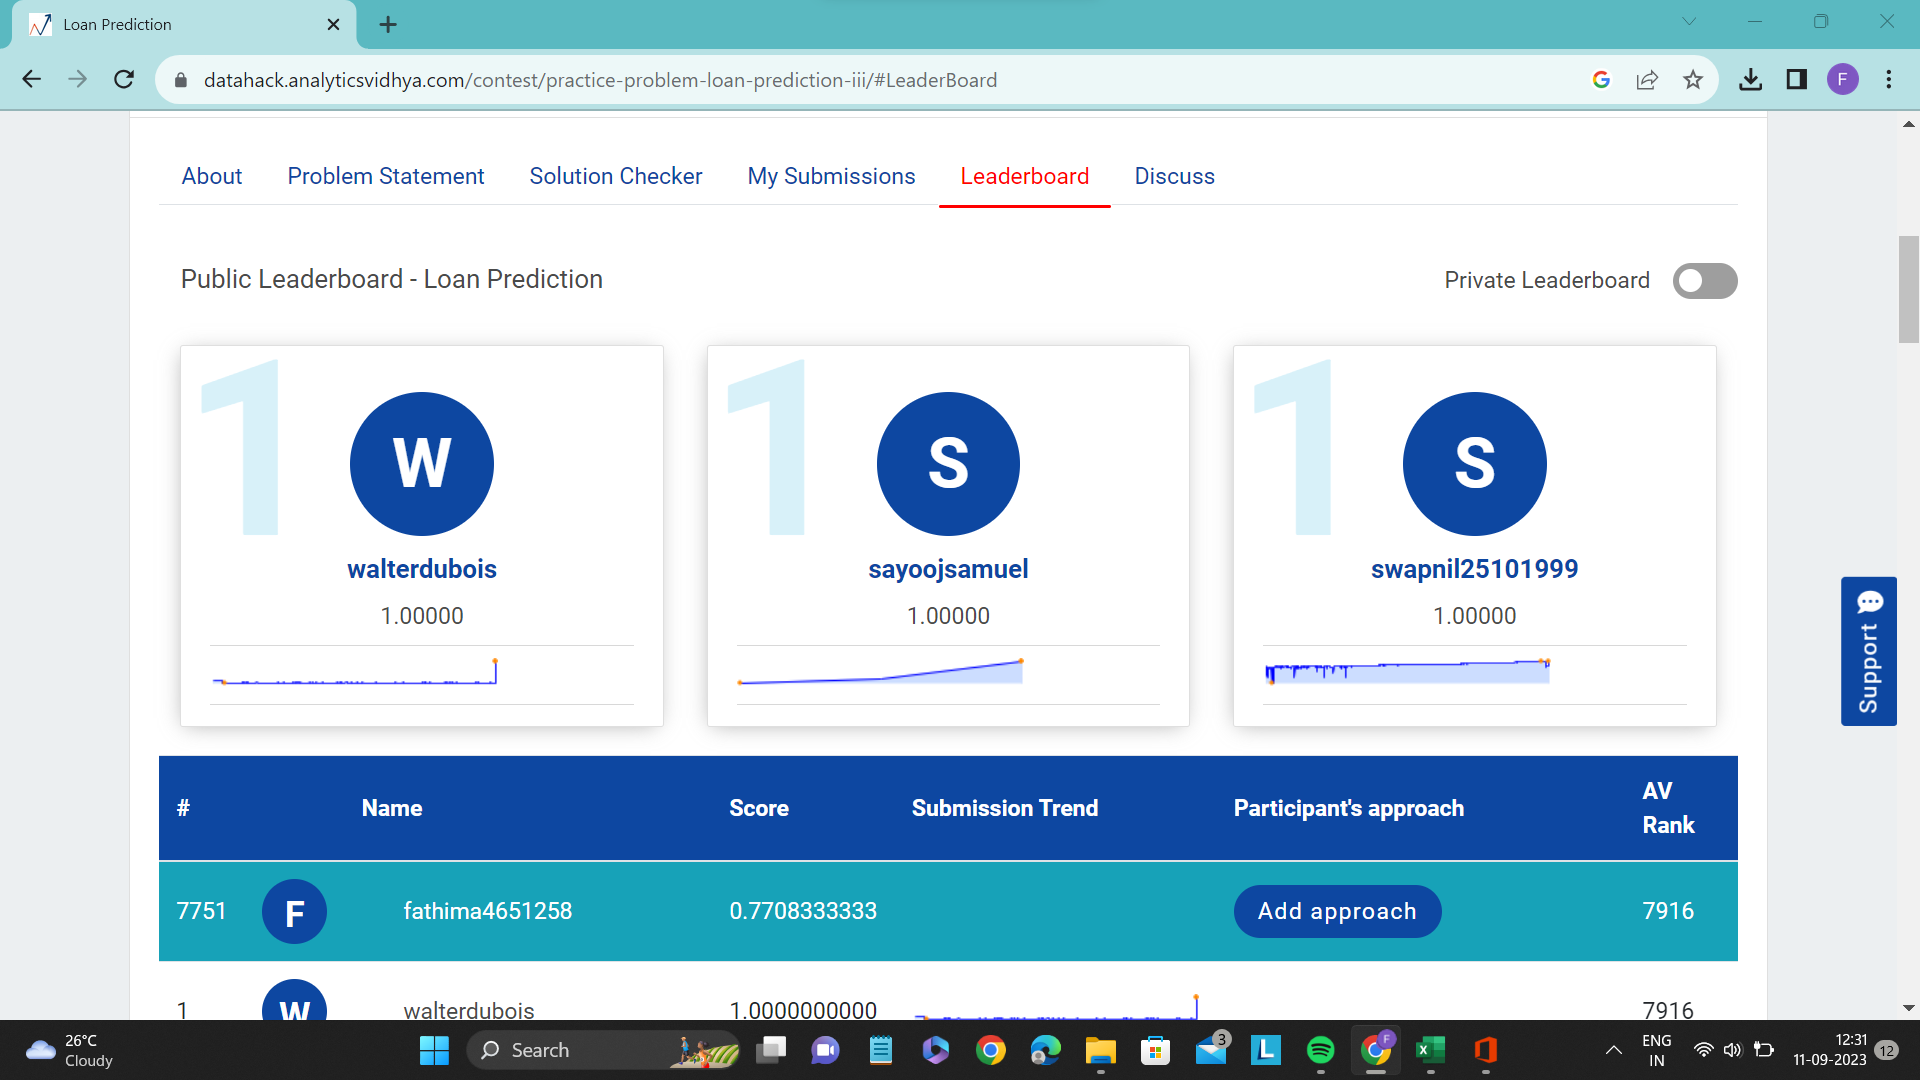 Loan Prediction
datahack.analyticsvidhya.com/contest/practice-problem-loan-prediction-iii/#LeaderBoard
F
About Problem Statement Solution Checker My Submissions Leaderboard Discuss
Public Leaderboard - Loan Prediction Private Leaderboard
1 W 1 S 1 S
walterdubois sayoojsamuel swapnil25101999
1.00000 1.00000 1.00000
Support
# Name Score Submission Trend Participant's approach AV Rank
7751 F fathima4651258 0.7708333333 Add approach 7916
1 W walterdubois 1.0000000000 7916
26°C
Cloudy
Search
3
L
F
X
ENG
IN
12:31
11-09-2023
12